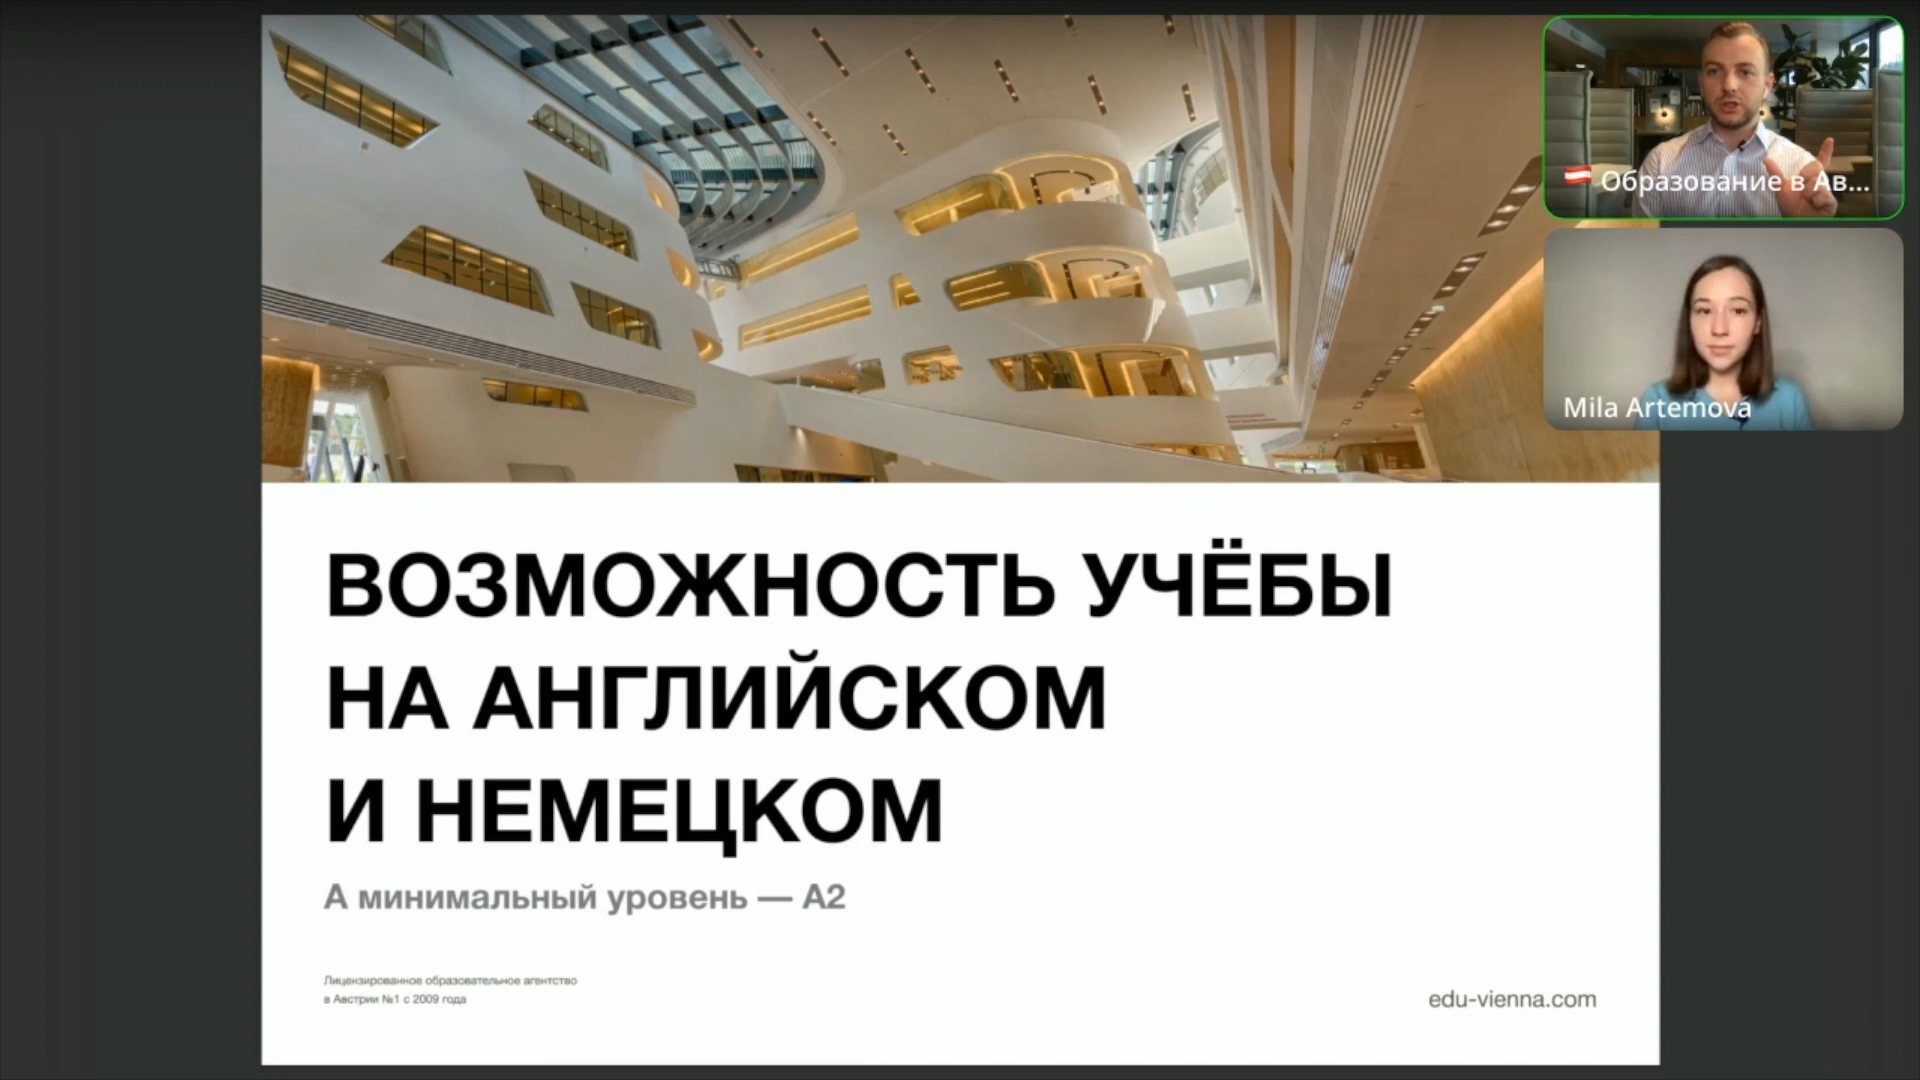 🇦🇹 Образование в Ав...
Mila Artemova
ВОЗМОЖНОСТЬ УЧЁБЫ
НА АНГЛИЙСКОМ
И НЕМЕЦКОМ
А минимальный уровень — А2
Лицензированное образовательное агентство
в Австрии №1 с 2009 года
edu-vienna.com